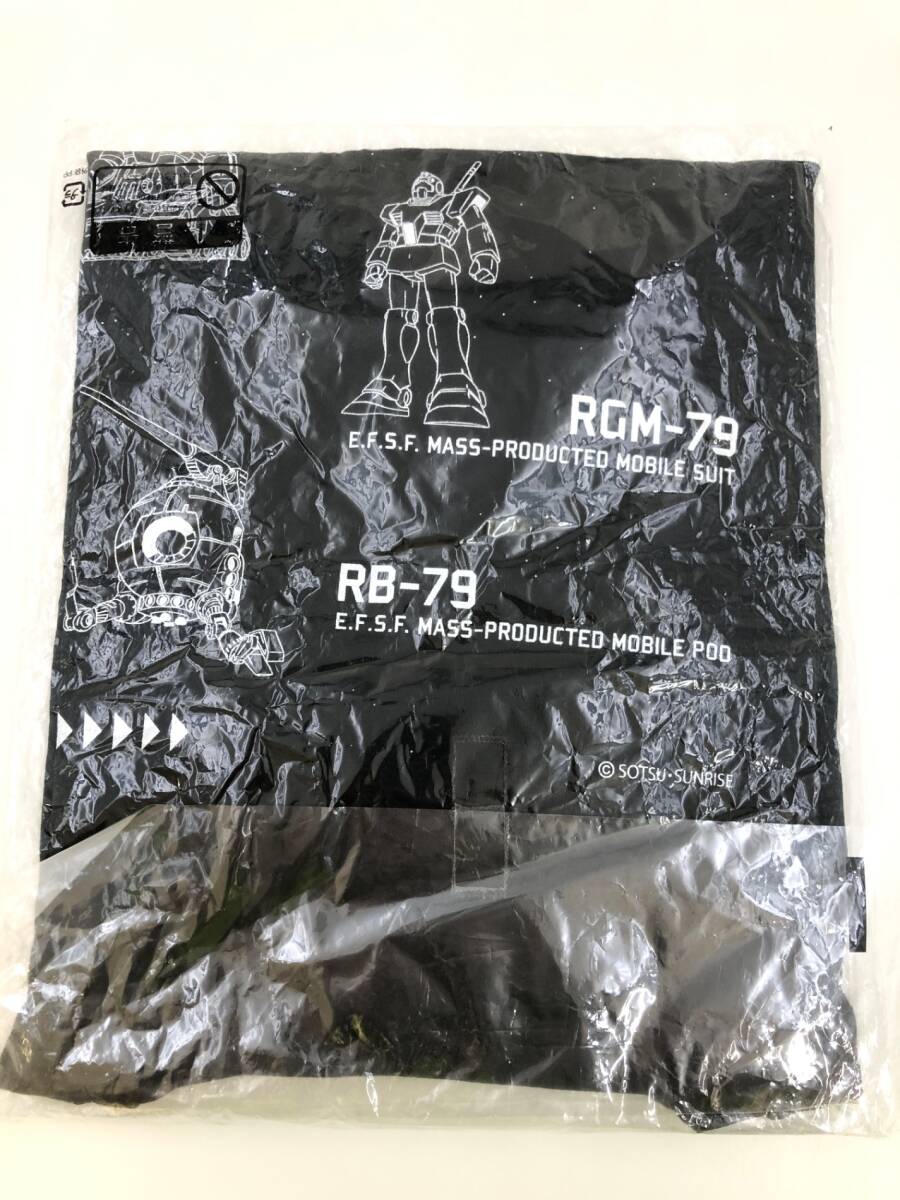 RGM-79
E.F.S.F. MASS-PRODUCTED MOBILE SUIT
RB-79
E.F.S.F. MASS-PRODUCTED MOBILE POD
© SOTSU・SUNRISE